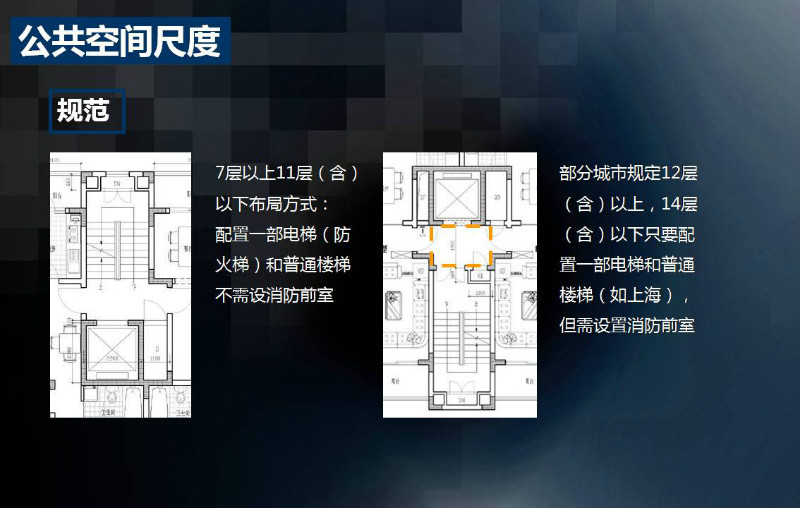 公共空间尺度
规范
7层以上11层（含）
以下布局方式：
配置一部电梯（防
火梯）和普通楼梯
不需设消防前室
部分城市规定12层
（含）以上，14层
（含）以下只要配
置一部电梯和普通
楼梯（如上海），
但需设置消防前室